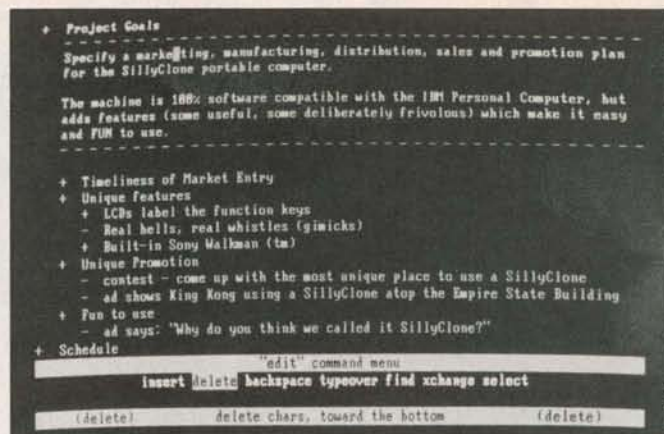 + Project Goals
Specify a marketing, manufacturing, distribution, sales and promotion plan
for the SillyClone portable computer.
The machine is 100% software compatible with the IBM Personal Computer, but
adds features (some useful, some deliberately frivolous) which make it easy
and FUN to use.
+ Timeliness of Market Entry
+ Unique Features
+ LCDs label the function keys
- Real bells, real whistles (gimicks)
+ Built-in Sony Walkman (tm)
+ Unique Promotion
- contest - come up with the most unique place to use a SillyClone
- ad shows King Kong using a SillyClone atop the Empire State Building
+ Fun to use
- ad says: "Why do you think we called it SillyClone?"
+ Schedule
"edit" command menu
insert delete backspace typeover find xchange select
(delete) delete chars, toward the bottom (delete)